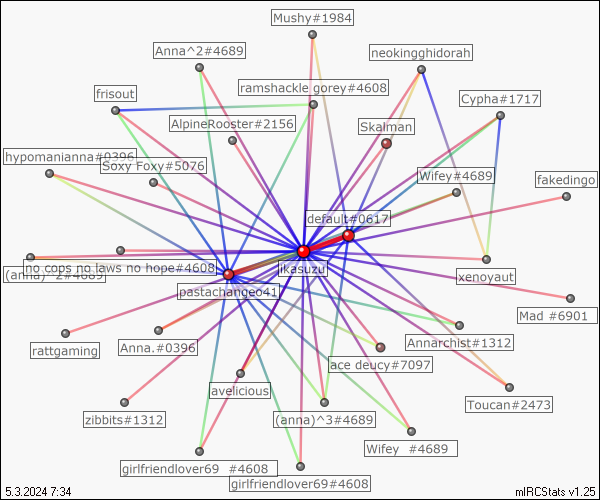 Mushy#1984
Anna^2#4689
neokingghidorah
frisout
ramshackle gorey#4608
Cypha#1717
AlpineRooster#2156
Skalman
hypomanianna#0396
Soxy Foxy#5076
Wifey#4689
fakedingo
default#0617
no cops no laws no hope#4608
(anna)^2#4689
ikasuzu
xenoyaut
pastachangeo41
Mad #6901
rattgaming
Anna.#0396
Annarchist#1312
ace deucy#7097
avelicious
Toucan#2473
zibbits#1312
(anna)^3#4689
Wifey #4689
girlfriendlover69 #4608
girlfriendlover69#4608
5.3.2024 7:34
mIRCStats v1.25